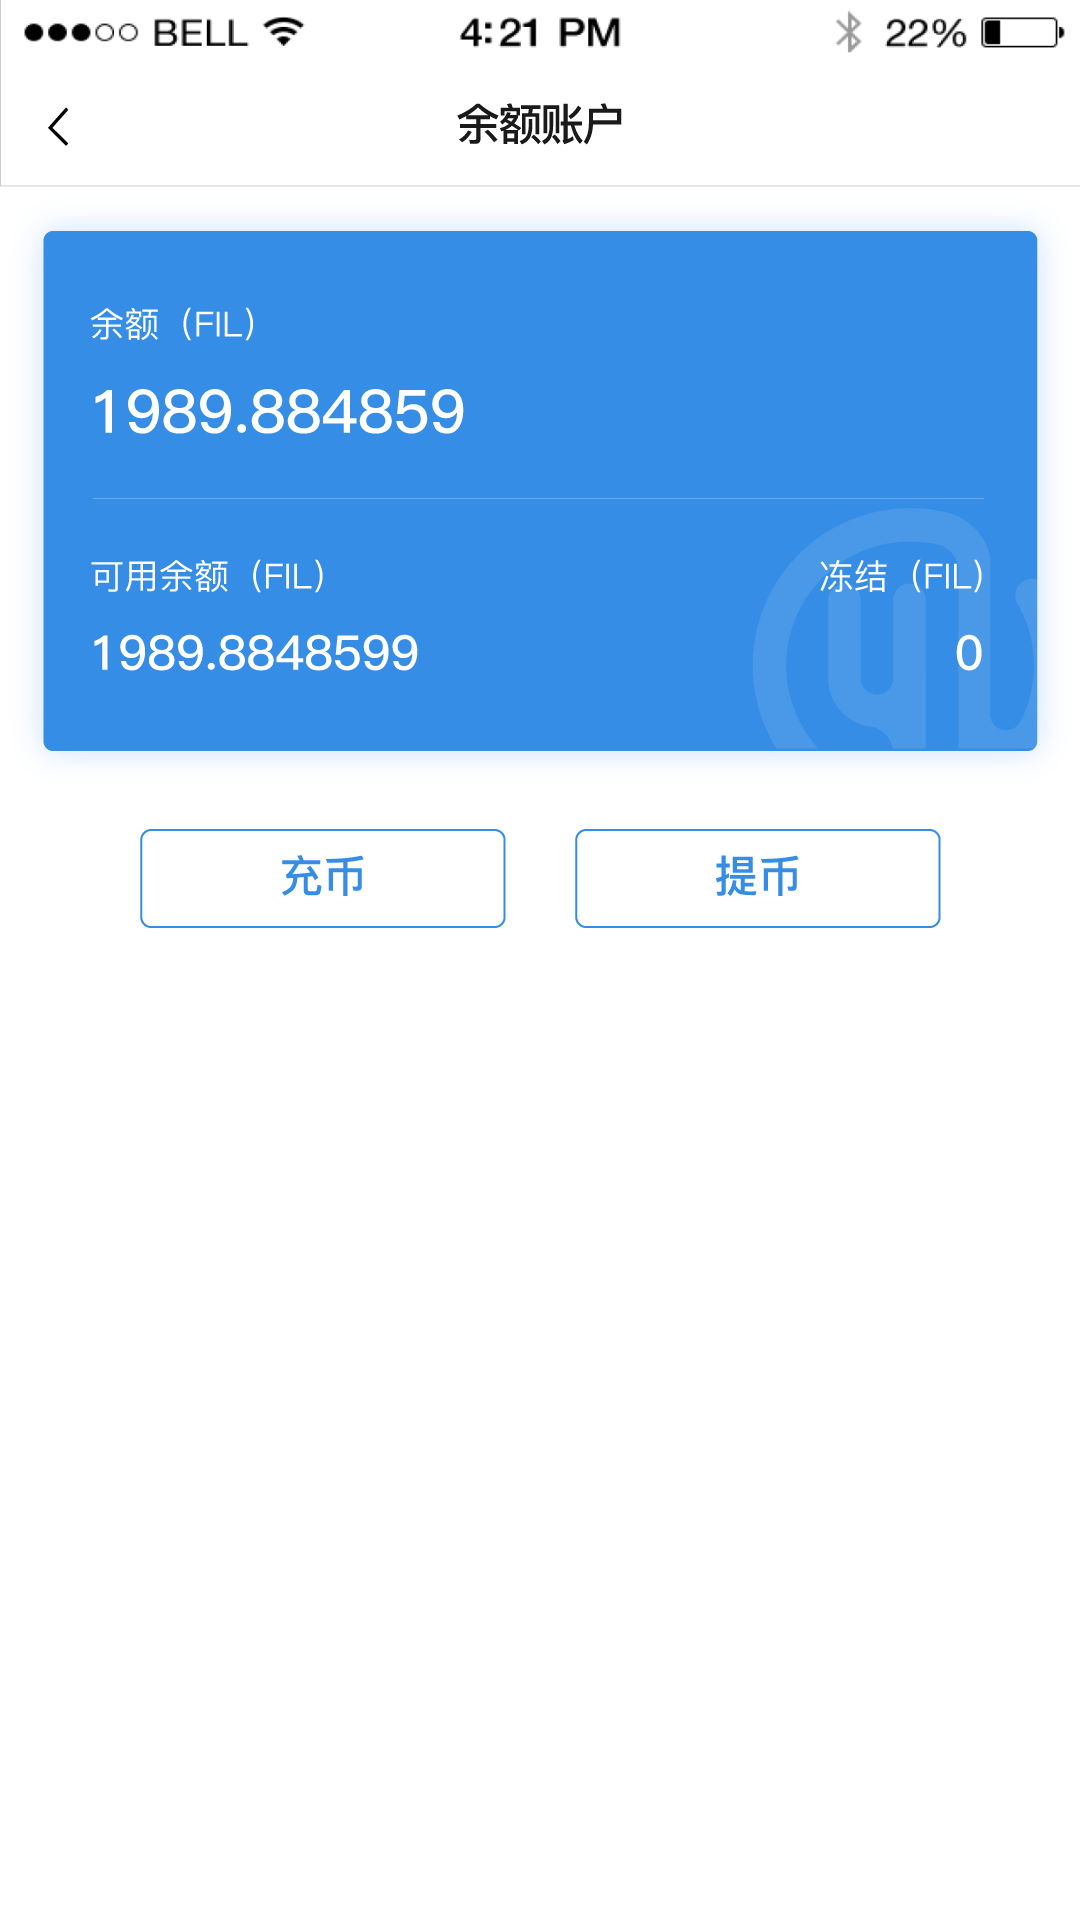 BELL 4:21 PM 22%
余额账户
余额（FIL）
1989.884859
可用余额（FIL） 冻结（FIL）
1989.8848599 0
充币 提币